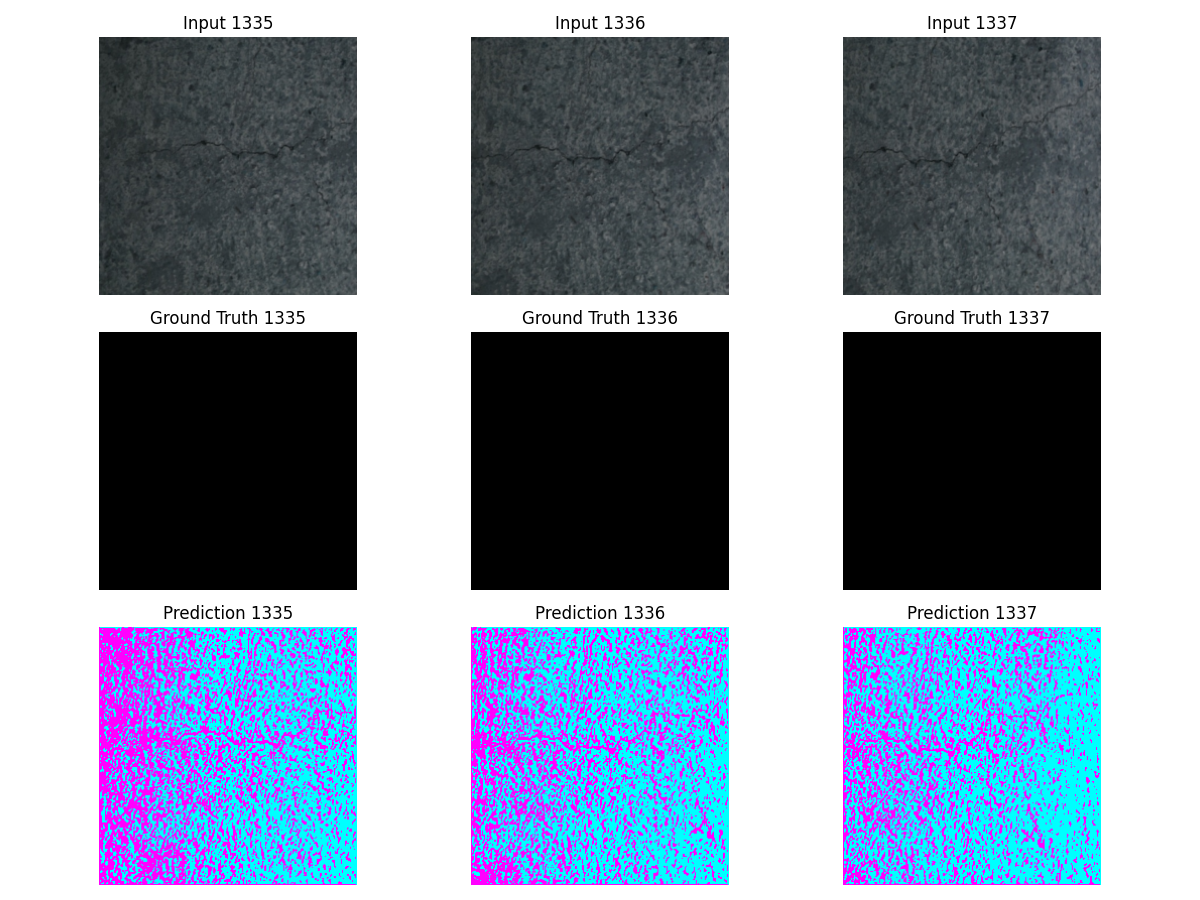 Input 1335
Input 1336
Input 1337
Ground Truth 1335
Ground Truth 1336
Ground Truth 1337
Prediction 1335
Prediction 1336
Prediction 1337